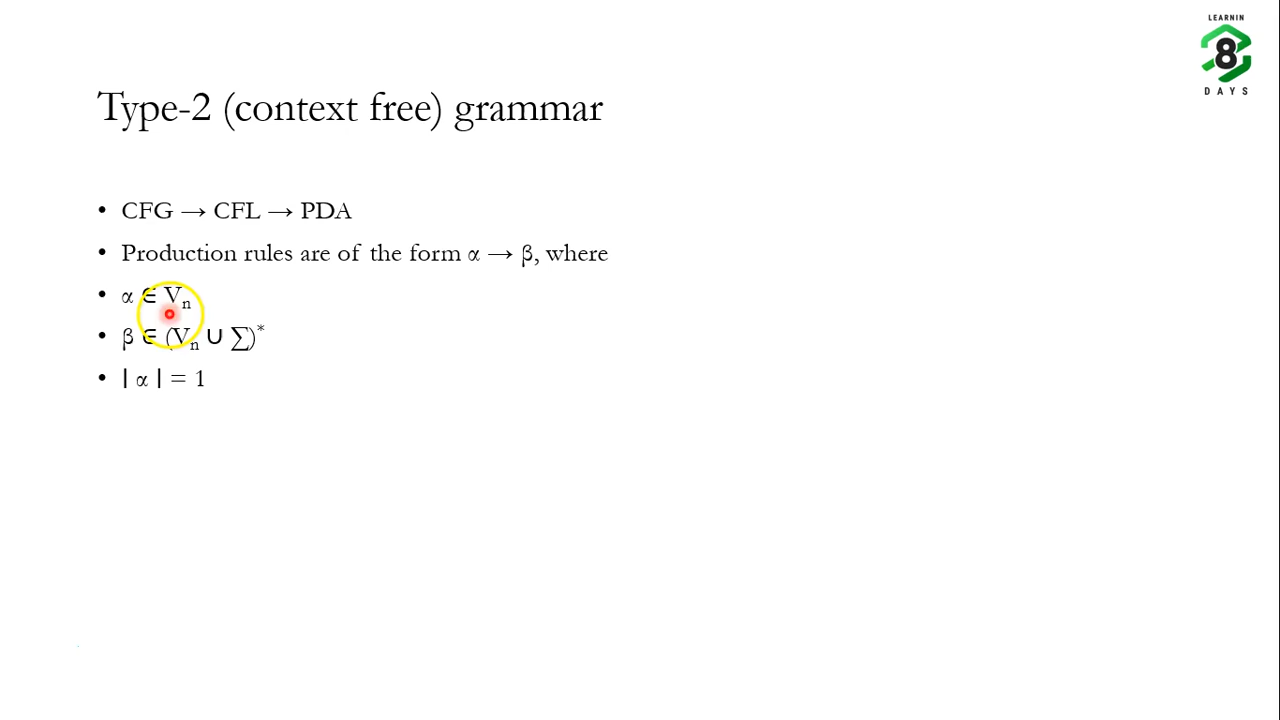 LEARNIN
8
DAYS
Type-2 (context free) grammar
• CFG → CFL → PDA
• Production rules are of the form α → β, where
• α ∈ Vₙ
• β ∈ (Vₙ ∪ ∑)*
• | α | = 1